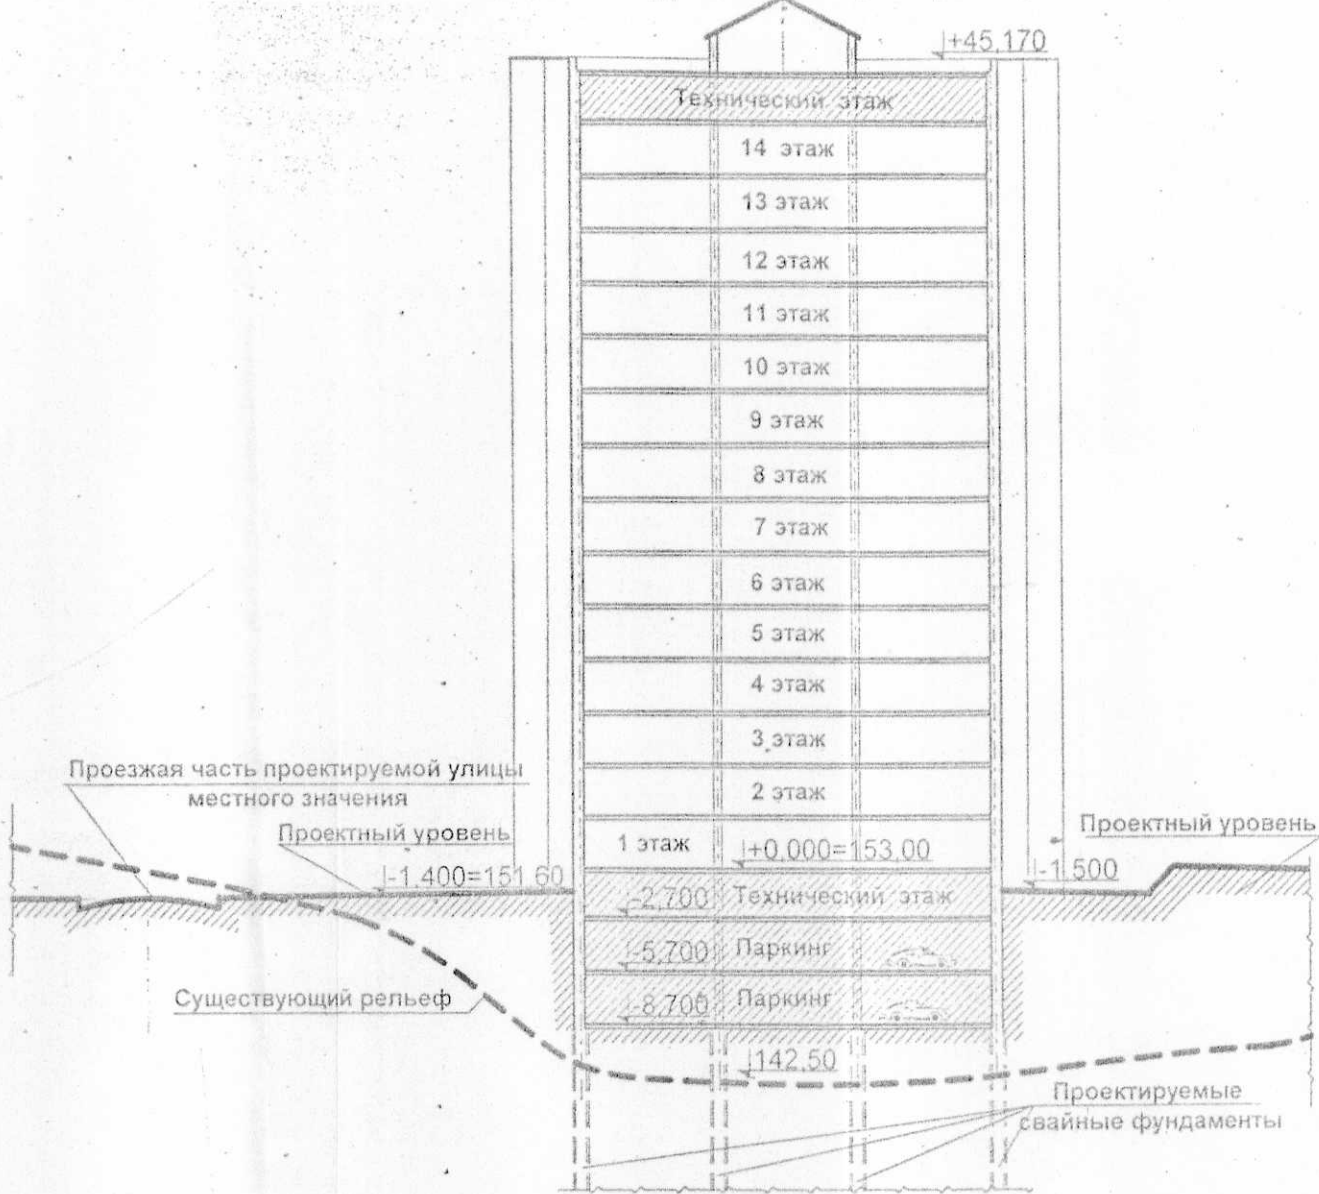 +45,170
Технический этаж
14 этаж
13 этаж
12 этаж
11 этаж
10 этаж
9 этаж
8 этаж
7 этаж
6 этаж
5 этаж
4 этаж
3 этаж
2 этаж
Проезжая часть проектируемой улицы
местного значения
Проектный уровень
1 этаж
+0,000=153,00
Проектный уровень
-1,400=151,60
-1,500
-2,700 Технический этаж
-5,700 Паркинг
-8,700 Паркинг
Существующий рельеф
142,50
Проектируемые
свайные фундаменты